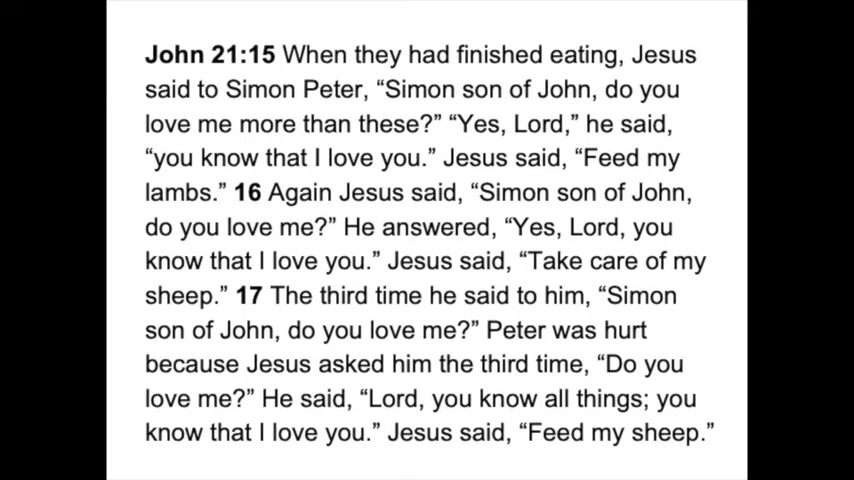 John 21:15 When they had finished eating, Jesus
said to Simon Peter, “Simon son of John, do you
love me more than these?” “Yes, Lord,” he said,
“you know that I love you.” Jesus said, “Feed my
lambs.” 16 Again Jesus said, “Simon son of John,
do you love me?” He answered, “Yes, Lord, you
know that I love you.” Jesus said, “Take care of my
sheep.” 17 The third time he said to him, “Simon
son of John, do you love me?” Peter was hurt
because Jesus asked him the third time, “Do you
love me?” He said, “Lord, you know all things; you
know that I love you.” Jesus said, “Feed my sheep.”